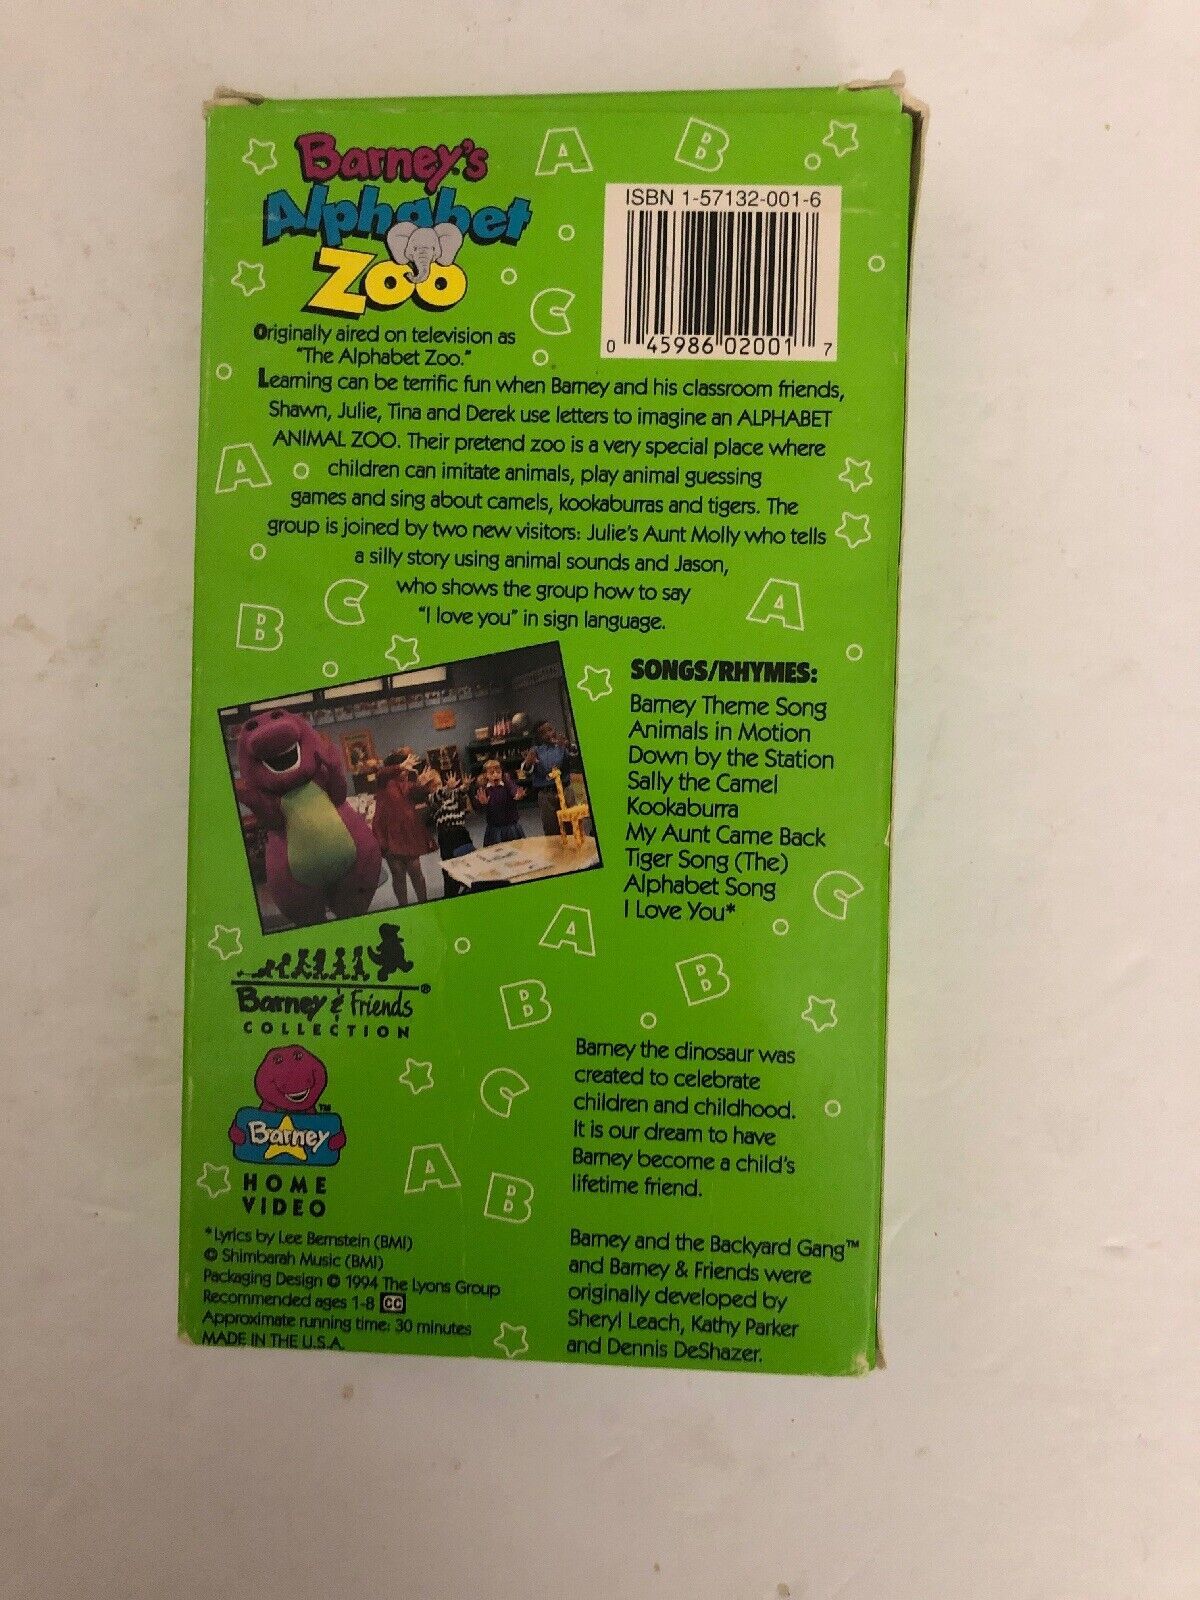 Barney's
Alphabet
Zoo
ISBN 1-57132-001-6
0 45986 02001 7
Originally aired on television as
"The Alphabet Zoo."
Learning can be terrific fun when Barney and his classroom friends,
Shawn, Julie, Tina and Derek use letters to imagine an ALPHABET
ANIMAL ZOO. Their pretend zoo is a very special place where
children can imitate animals, play animal guessing
games and sing about camels, kookaburras and tigers. The
group is joined by two new visitors: Julie's Aunt Molly who tells
a silly story using animal sounds and Jason,
who shows the group how to say
"I love you" in sign language.
SONGS/RHYMES:
Barney Theme Song
Animals in Motion
Down by the Station
Sally the Camel
Kookaburra
My Aunt Came Back
Tiger Song (The)
Alphabet Song
I Love You*
Barney & Friends®
COLLECTION
Barney™
HOME
VIDEO
*Lyrics by Lee Bernstein (BMI)
© Shimbarah Music (BMI)
Packaging Design © 1994 The Lyons Group
Recommended ages 1-8 CC
Approximate running time: 30 minutes
MADE IN THE U.S.A.
Barney the dinosaur was
created to celebrate
children and childhood.
It is our dream to have
Barney become a child's
lifetime friend.
Barney and the Backyard Gang™
and Barney & Friends were
originally developed by
Sheryl Leach, Kathy Parker
and Dennis DeShazer.
A
B
C
A
B
C
A
C
A
B
B
C
A
B